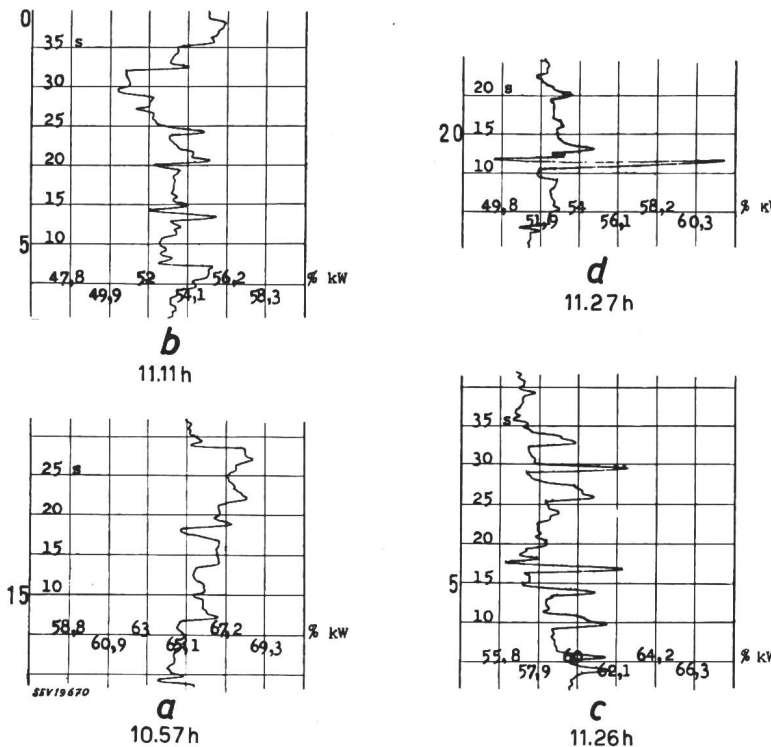 0
35 s
30
25
20
15
5 10
47,8 52 56,2 % kW
49,9 54,1 58,3
b
11.11 h
20 s
20 15
10
49,8 54 58,2 % kW
51,9 56,1 60,3
d
11.27 h
25 s
20
15
15 10
58,8 63 67,2 % kW
60,9 65,1 69,3
SEV19670
a
10.57 h
35 s
30
25
20
5 15
10
55,8 60 64,2 % kW
57,9 62,1 66,3
c
11.26 h